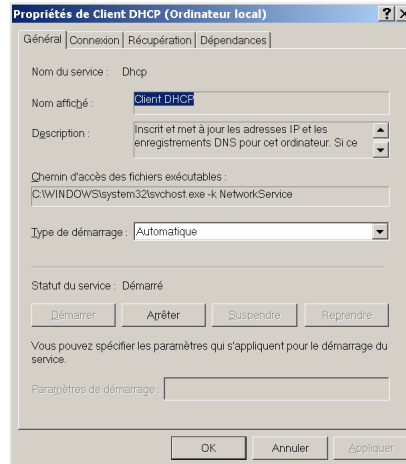 Propriétés de Client DHCP (Ordinateur local)
Général Connexion Récupération Dépendances
Nom du service : Dhcp
Nom affiché : Client DHCP
Description : Inscrit et met à jour les adresses IP et les
enregistrements DNS pour cet ordinateur. Si ce
Chemin d'accès des fichiers exécutables :
C:\WINDOWS\system32\svchost.exe -k NetworkService
Type de démarrage : Automatique
Statut du service : Démarré
Démarrer Arrêter Suspendre Reprendre
Vous pouvez spécifier les paramètres qui s'appliquent pour le démarrage du
service.
Paramètres de démarrage :
OK Annuler Appliquer